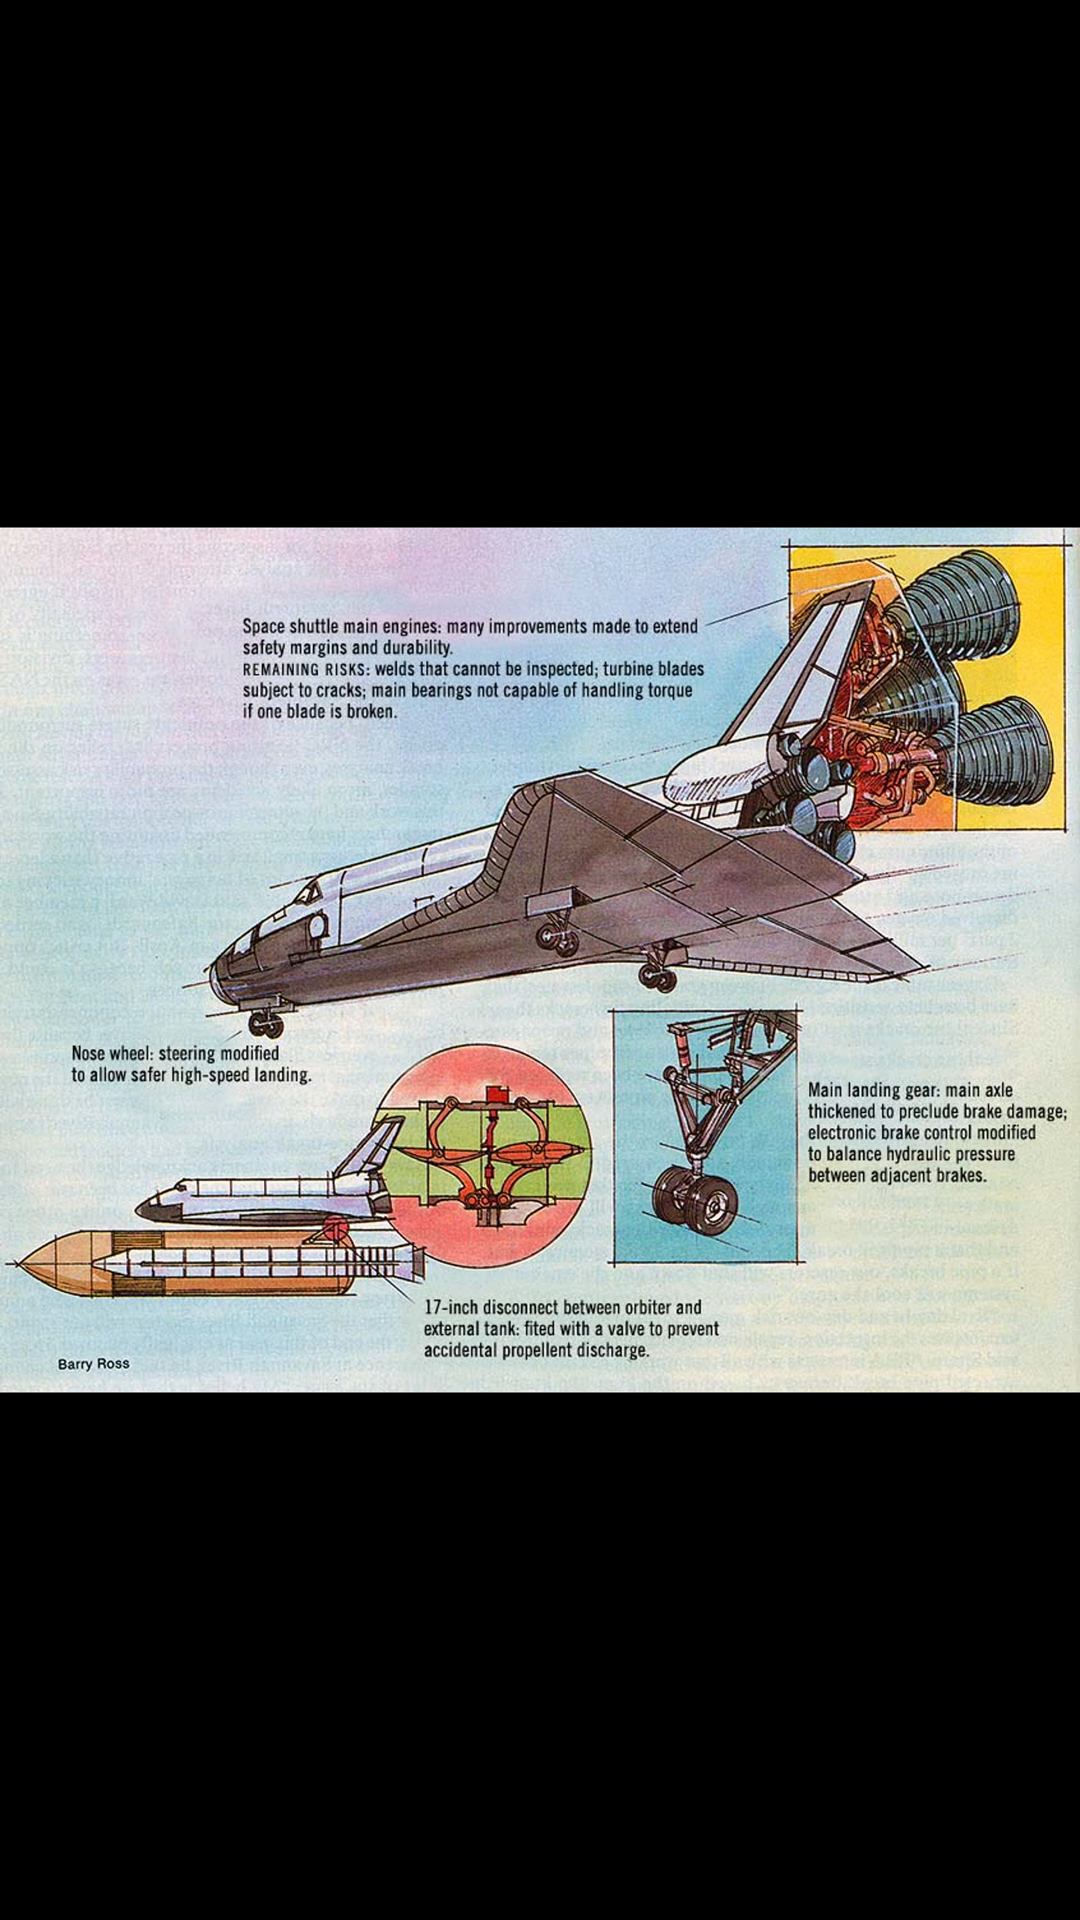 Space shuttle main engines: many improvements made to extend
safety margins and durability.
REMAINING RISKS: welds that cannot be inspected; turbine blades
subject to cracks; main bearings not capable of handling torque
if one blade is broken.
Nose wheel: steering modified
to allow safer high-speed landing.
Main landing gear: main axle
thickened to preclude brake damage;
electronic brake control modified
to balance hydraulic pressure
between adjacent brakes.
17-inch disconnect between orbiter and
external tank: fited with a valve to prevent
accidental propellent discharge.
Barry Ross